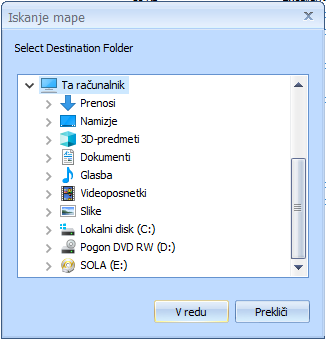 Iskanje mape
Select Destination Folder
Ta računalnik
Prenosi
Namizje
3D-predmeti
Dokumenti
Glasba
Videoposnetki
Slike
Lokalni disk (C:)
Pogon DVD RW (D:)
SOLA (E:)
V redu
Prekliči